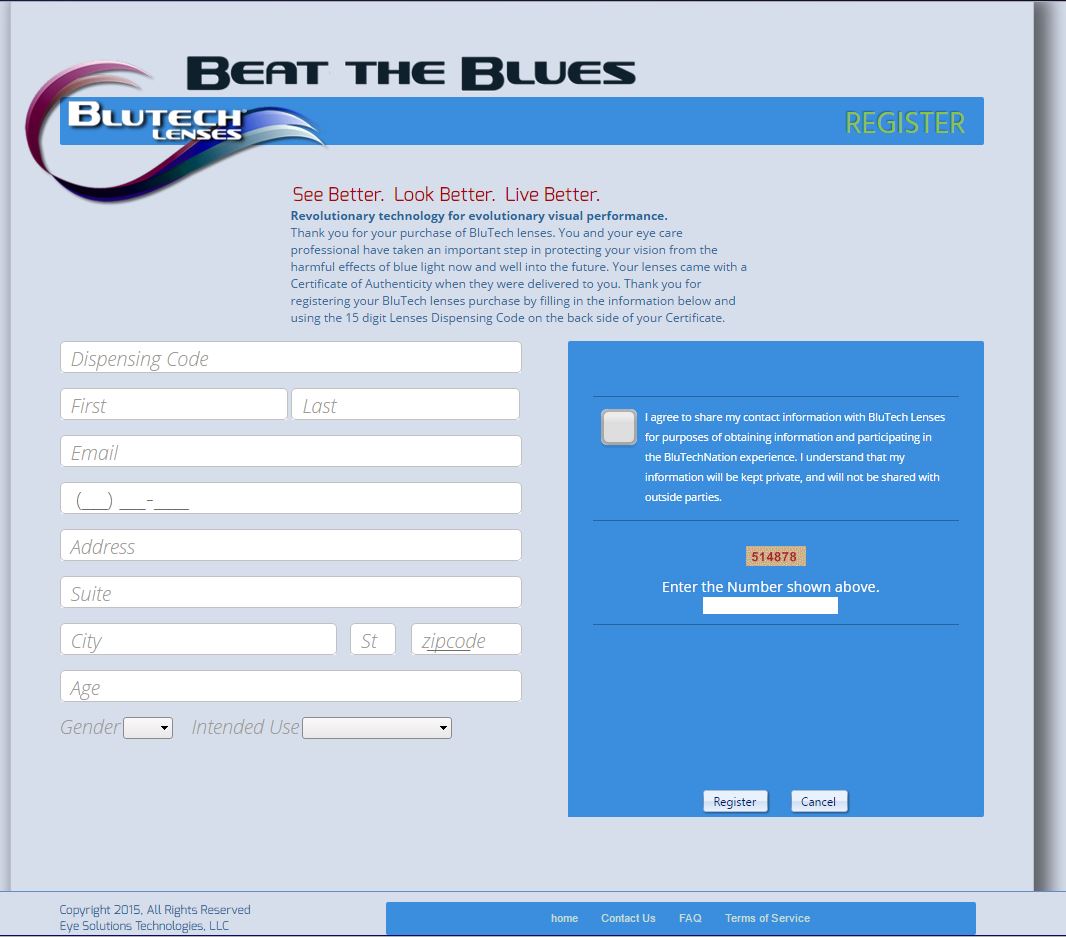 BEAT THE BLUES
BLUTECH
LENSES
REGISTER
See Better. Look Better. Live Better.
Revolutionary technology for evolutionary visual performance.
Thank you for your purchase of BluTech lenses. You and your eye care
professional have taken an important step in protecting your vision from the
harmful effects of blue light now and well into the future. Your lenses came with a
Certificate of Authenticity when they were delivered to you. Thank you for
registering your BluTech lenses purchase by filling in the information below and
using the 15 digit Lenses Dispensing Code on the back side of your Certificate.
Dispensing Code
First Last
Email
(___) ___-____
Address
Suite
City St zipcode
Age
Gender Intended Use
I agree to share my contact information with BluTech Lenses
for purposes of obtaining information and participating in
the BluTechNation experience. I understand that my
information will be kept private, and will not be shared with
outside parties.
514878
Enter the Number shown above.
Register Cancel
Copyright 2015, All Rights Reserved
Eye Solutions Technologies, LLC
home Contact Us FAQ Terms of Service